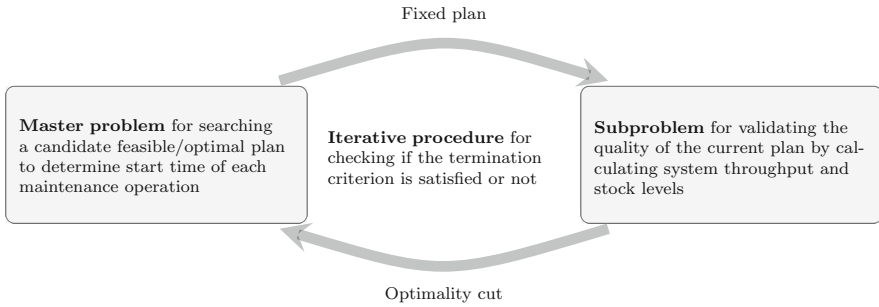 Fixed plan
Master problem for searching
a candidate feasible/optimal plan
to determine start time of each
maintenance operation
Iterative procedure for
checking if the termination
criterion is satisfied or not
Subproblem for validating the
quality of the current plan by cal-
culating system throughput and
stock levels
Optimality cut